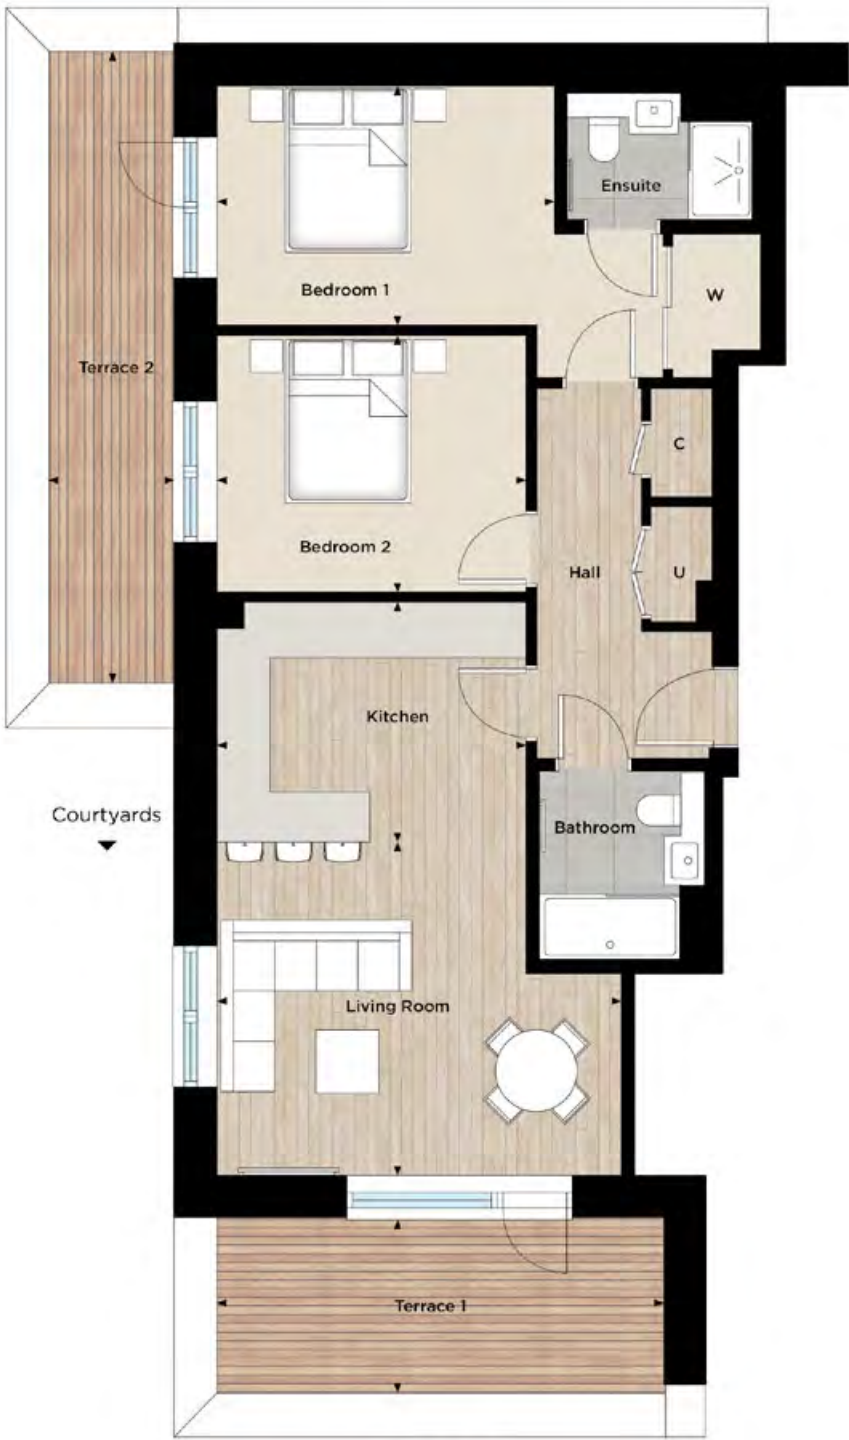 Ensuite
Bedroom 1
W
Terrace 2
C
Bedroom 2
Hall
U
Kitchen
Courtyards
Bathroom
Living Room
Terrace 1